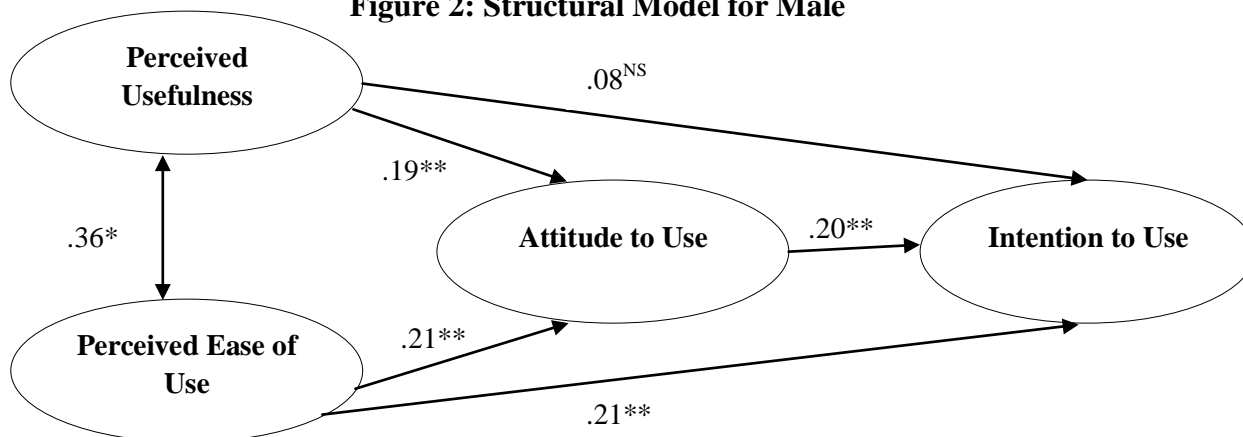 Figure 2: Structural Model for Male
Perceived
Usefulness
.08NS
.19**
.36*
Attitude to Use
.20**
Intention to Use
Perceived Ease of
Use
.21**
.21**